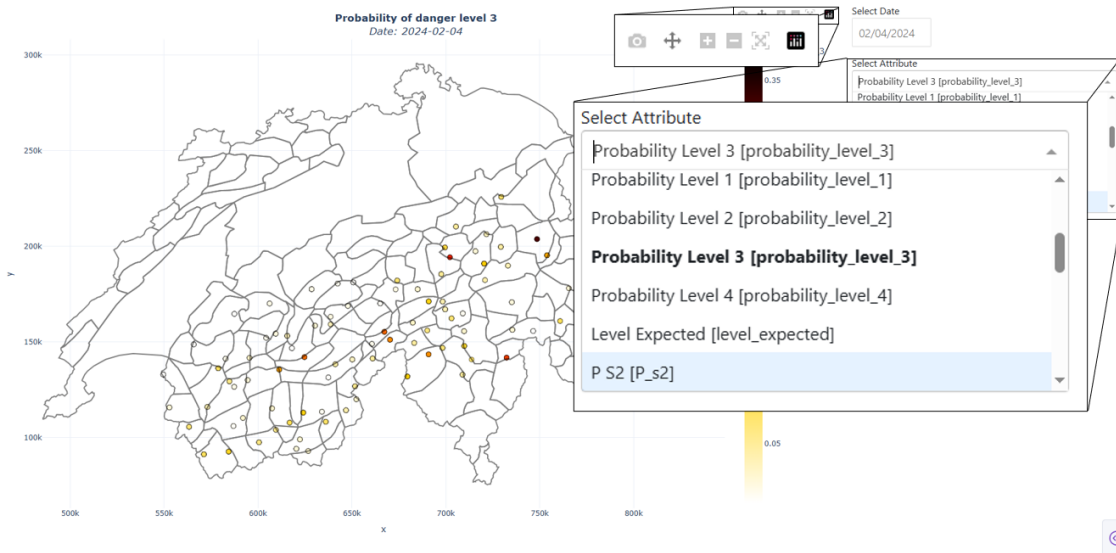 Probability of danger level 3
Date: 2024-02-04
300k
250k
200k
150k
100k
y
500k
550k
600k
650k
700k
750k
800k
x
3
0.35
0.05
Select Date
02/04/2024
Select Attribute
Probability Level 3 [probability_level_3]
Probability Level 1 [probability_level_1]
Select Attribute
Probability Level 3 [probability_level_3]
Probability Level 1 [probability_level_1]
Probability Level 2 [probability_level_2]
Probability Level 3 [probability_level_3]
Probability Level 4 [probability_level_4]
Level Expected [level_expected]
P S2 [P_s2]